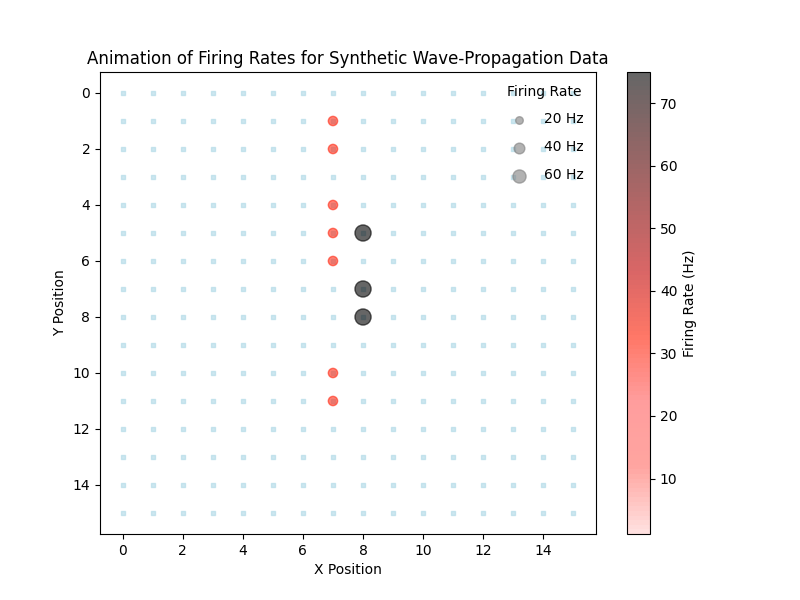 Animation of Firing Rates for Synthetic Wave-Propagation Data
Firing Rate
20 Hz
40 Hz
60 Hz
0
2
4
6
8
10
12
14
Y Position
0 2 4 6 8 10 12 14
X Position
70
60
50
40
30
20
10
Firing Rate (Hz)